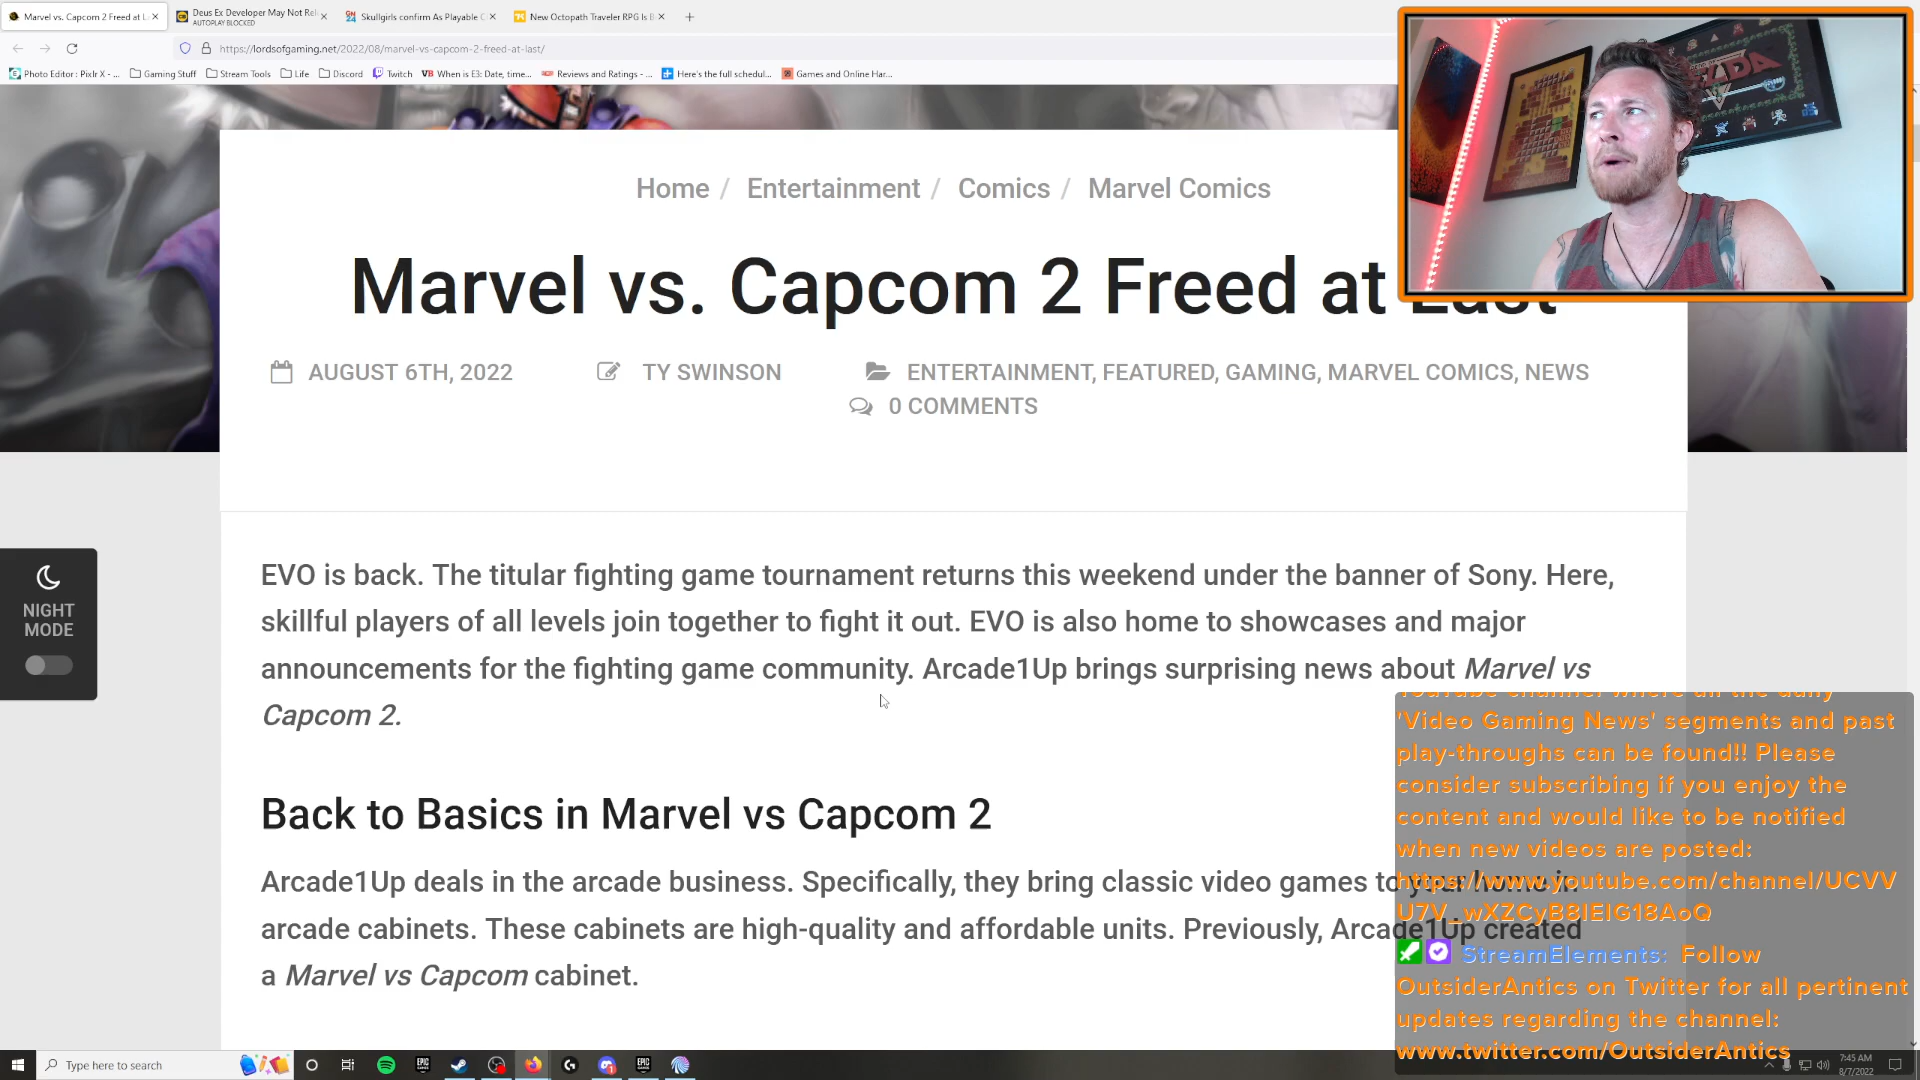 Marvel vs. Capcom 2 Freed at La
Deus Ex Developer May Not Rel
AUTOPLAY BLOCKED
Skullgirls confirm As Playable C
New Octopath Traveler RPG Is B
https://lordsofgaming.net/2022/08/marvel-vs-capcom-2-freed-at-last/
Photo Editor : Pixlr X - ...
Gaming Stuff
Stream Tools
Life
Discord
Twitch
When is E3: Date, time...
Reviews and Ratings - ...
Here's the full schedul...
Games and Online Har...
Home / Entertainment / Comics / Marvel Comics
Marvel vs. Capcom 2 Freed at Last
AUGUST 6TH, 2022 TY SWINSON ENTERTAINMENT, FEATURED, GAMING, MARVEL COMICS, NEWS
0 COMMENTS
NIGHT
MODE
EVO is back. The titular fighting game tournament returns this weekend under the banner of Sony. Here,
skillful players of all levels join together to fight it out. EVO is also home to showcases and major
announcements for the fighting game community. Arcade1Up brings surprising news about Marvel vs
Capcom 2.
Back to Basics in Marvel vs Capcom 2
Arcade1Up deals in the arcade business. Specifically, they bring classic video games to your home in
arcade cabinets. These cabinets are high-quality and affordable units. Previously, Arcade1Up created
a Marvel vs Capcom cabinet.
YouTube channel where all the daily
'Video Gaming News' segments and past
play-throughs can be found!! Please
consider subscribing if you enjoy the
content and would like to be notified
when new videos are posted:
https://www.youtube.com/channel/UCVV
U7V_wXZCyB8IEIG18AoQ
StreamElements: Follow
OutsiderAntics on Twitter for all pertinent
updates regarding the channel:
www.twitter.com/OutsiderAntics
Type here to search
7:45 AM
8/7/2022